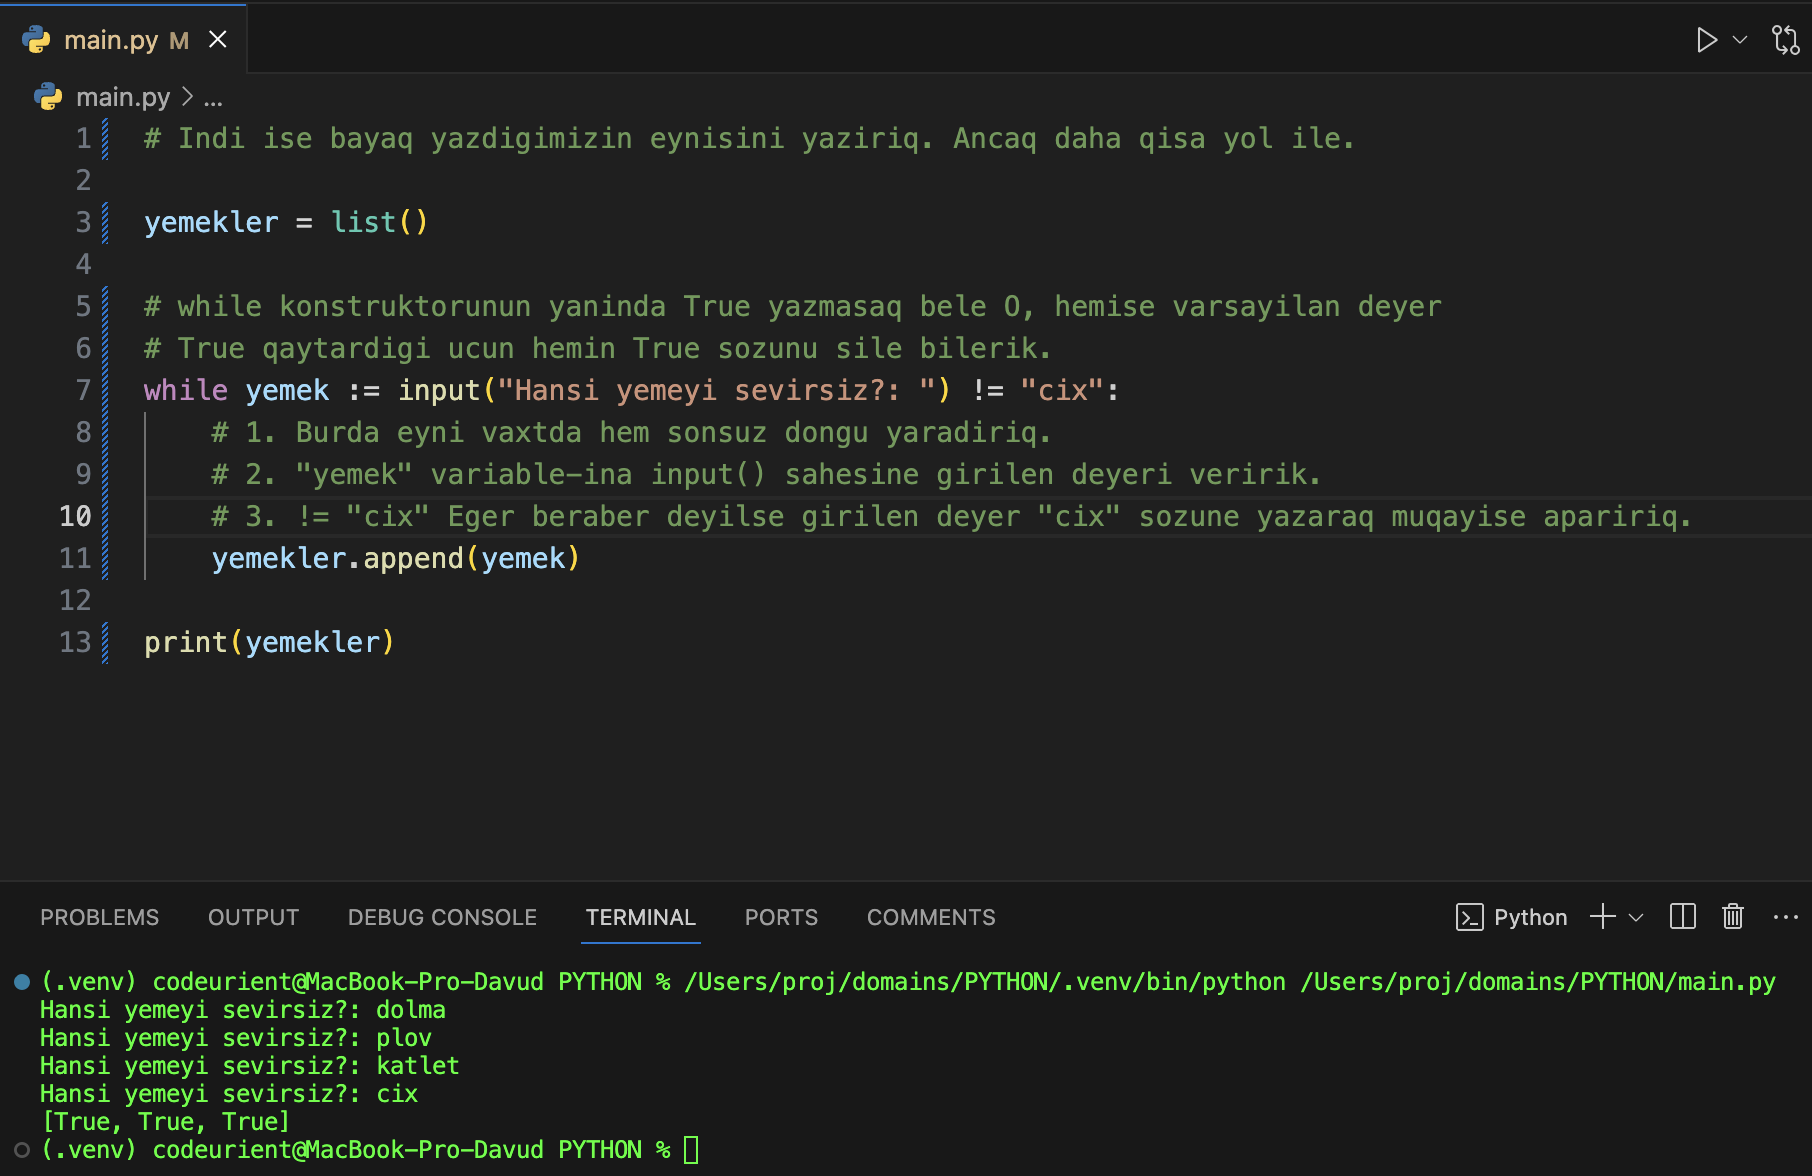 main.py M
main.py > ...
1 # Indi ise bayaq yazdigimizin eynisini yaziriq. Ancaq daha qisa yol ile.
2
3 yemekler = list()
4
5 # while konstruktorunun yaninda True yazmasaq bele O, hemise varsayilan deyer
6 # True qaytardigi ucun hemin True sozunu sile bilerik.
7 while yemek := input("Hansi yemeyi sevirsiz?: ") != "cix":
8 # 1. Burda eyni vaxtda hem sonsuz dongu yaradiriq.
9 # 2. "yemek" variable-ina input() sahesine girilen deyeri veririk.
10 # 3. != "cix" Eger beraber deyilse girilen deyer "cix" sozune yazaraq muqayise apaririq.
11 yemekler.append(yemek)
12
13 print(yemekler)
PROBLEMS OUTPUT DEBUG CONSOLE TERMINAL PORTS COMMENTS Python
(.venv) codeurient@MacBook-Pro-Davud PYTHON % /Users/proj/domains/PYTHON/.venv/bin/python /Users/proj/domains/PYTHON/main.py
Hansi yemeyi sevirsiz?: dolma
Hansi yemeyi sevirsiz?: plov
Hansi yemeyi sevirsiz?: katlet
Hansi yemeyi sevirsiz?: cix
[True, True, True]
(.venv) codeurient@MacBook-Pro-Davud PYTHON %